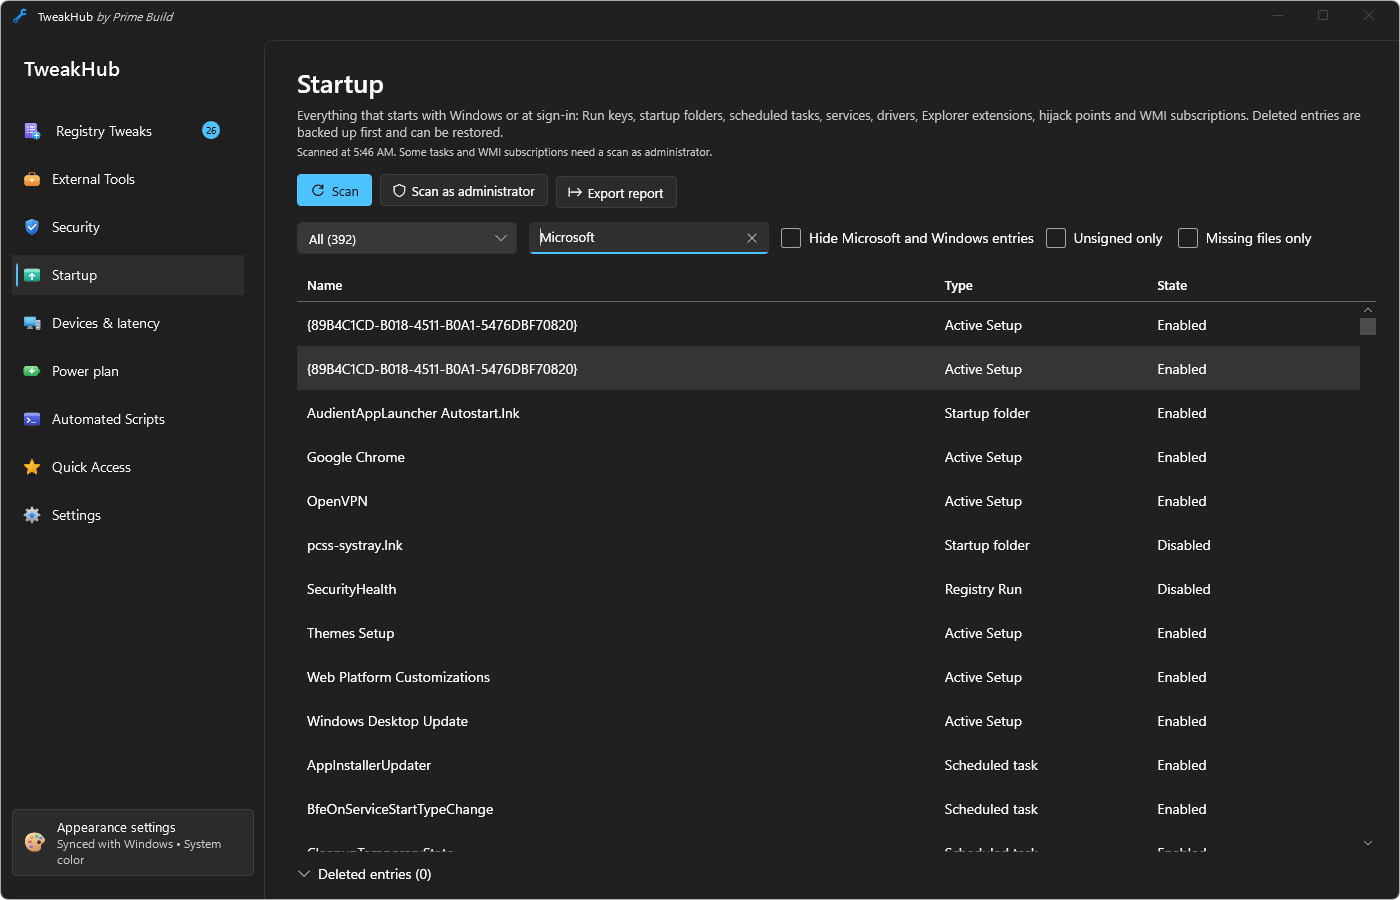 TweakHub by Prime Build
TweakHub
Registry Tweaks 26
External Tools
Security
Startup
Devices & latency
Power plan
Automated Scripts
Quick Access
Settings
Appearance settings
Synced with Windows • System
color
Startup
Everything that starts with Windows or at sign-in: Run keys, startup folders, scheduled tasks, services, drivers, Explorer extensions, hijack points and WMI subscriptions. Deleted entries are
backed up first and can be restored.
Scanned at 5:46 AM. Some tasks and WMI subscriptions need a scan as administrator.
Scan Scan as administrator Export report
All (392) Microsoft Hide Microsoft and Windows entries Unsigned only Missing files only
Name Type State
{89B4C1CD-B018-4511-B0A1-5476DBF70820} Active Setup Enabled
{89B4C1CD-B018-4511-B0A1-5476DBF70820} Active Setup Enabled
AudientAppLauncher Autostart.lnk Startup folder Enabled
Google Chrome Active Setup Enabled
OpenVPN Active Setup Enabled
pcss-systray.lnk Startup folder Disabled
SecurityHealth Registry Run Disabled
Themes Setup Active Setup Enabled
Web Platform Customizations Active Setup Enabled
Windows Desktop Update Active Setup Enabled
AppInstallerUpdater Scheduled task Enabled
BfeOnServiceStartTypeChange Scheduled task Enabled
CleanupTemporaryState Scheduled task Enabled
Deleted entries (0)